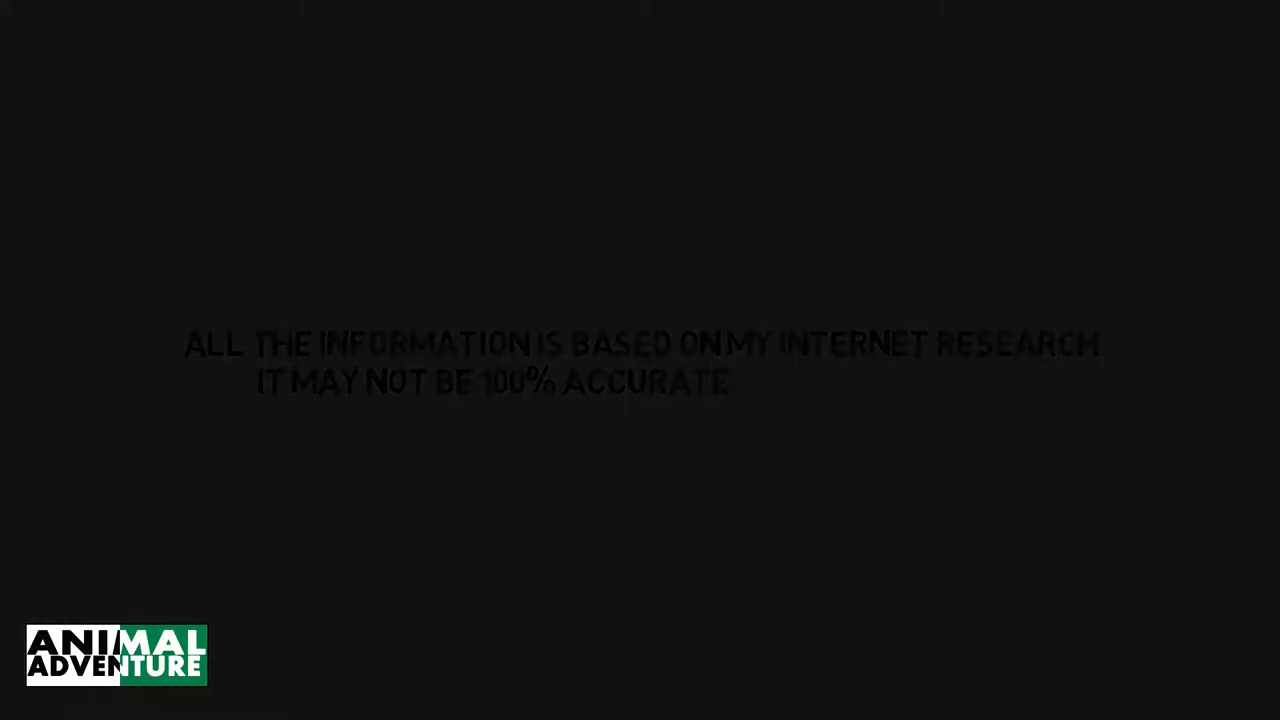 ALL THE INFORMATION IS BASED ON MY INTERNET RESEARCH
IT MAY NOT BE 100% ACCURATE
ANIMAL
ADVENTURE